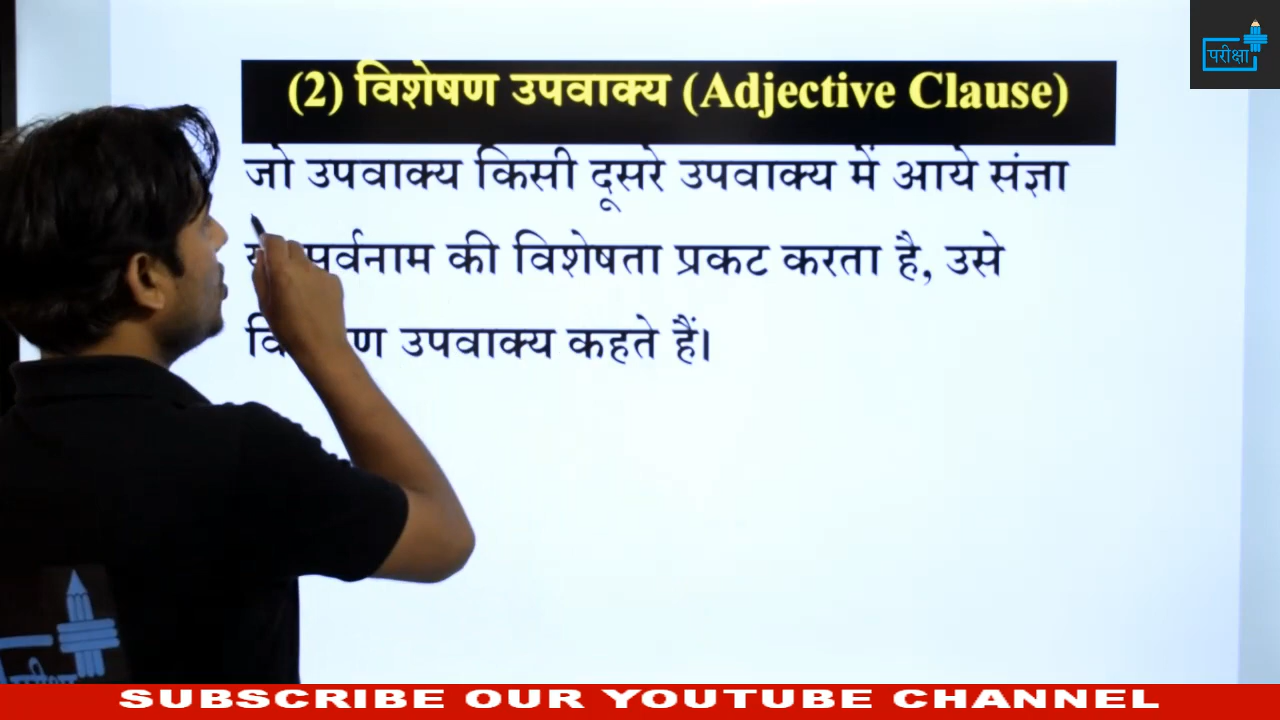 परीक्षा
(2) विशेषण उपवाक्य (Adjective Clause)
जो उपवाक्य किसी दूसरे उपवाक्य में आये संज्ञा
की विशेषता प्रकट करता है, उसे
उपवाक्य कहते हैं।
SUBSCRIBE OUR YOUTUBE CHANNEL